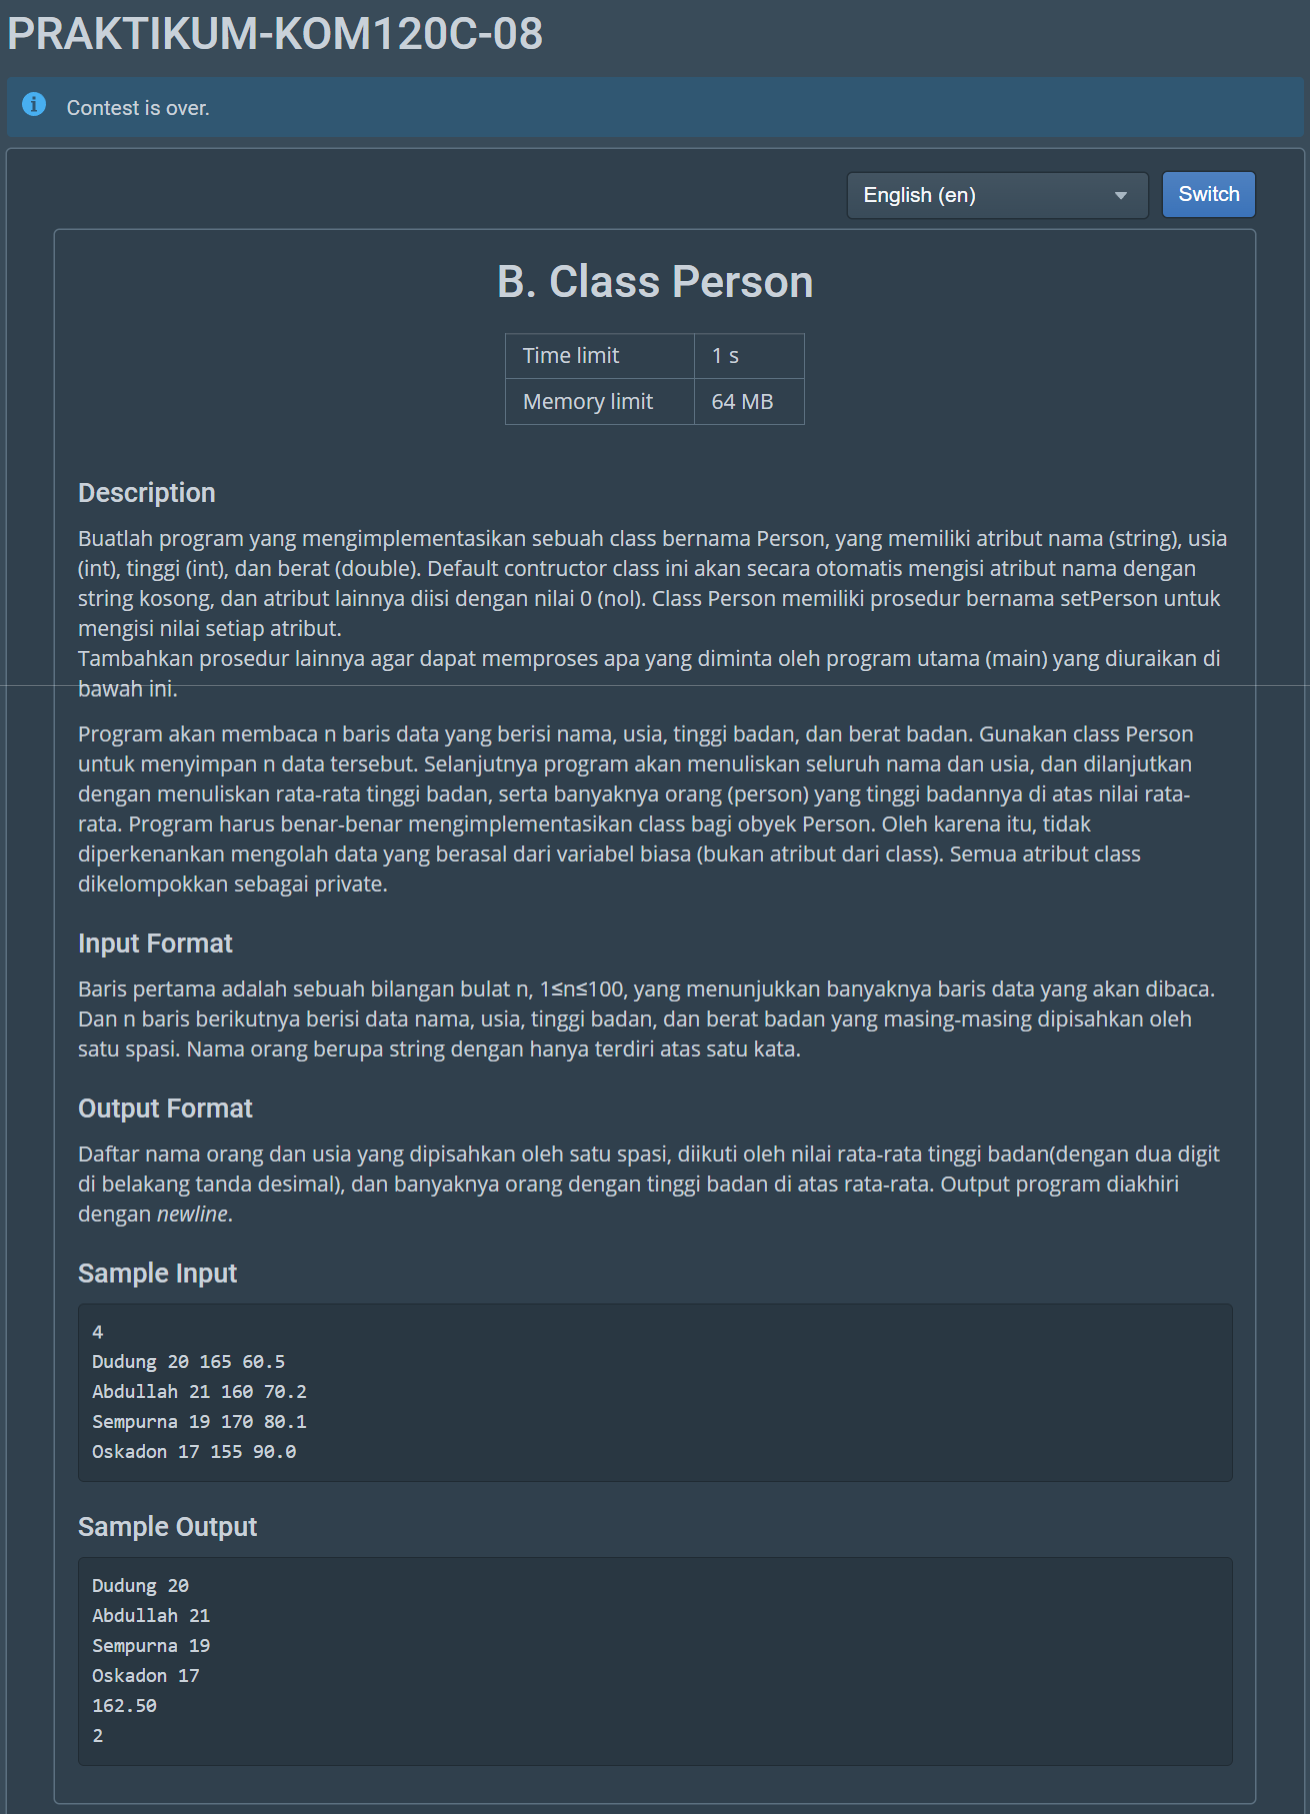 PRAKTIKUM-KOM120C-08
Contest is over.
English (en)
Switch
B. Class Person
Time limit 1 s
Memory limit 64 MB
Description
Buatlah program yang mengimplementasikan sebuah class bernama Person, yang memiliki atribut nama (string), usia
(int), tinggi (int), dan berat (double). Default contructor class ini akan secara otomatis mengisi atribut nama dengan
string kosong, dan atribut lainnya diisi dengan nilai 0 (nol). Class Person memiliki prosedur bernama setPerson untuk
mengisi nilai setiap atribut.
Tambahkan prosedur lainnya agar dapat memproses apa yang diminta oleh program utama (main) yang diuraikan di
bawah ini.
Program akan membaca n baris data yang berisi nama, usia, tinggi badan, dan berat badan. Gunakan class Person
untuk menyimpan n data tersebut. Selanjutnya program akan menuliskan seluruh nama dan usia, dan dilanjutkan
dengan menuliskan rata-rata tinggi badan, serta banyaknya orang (person) yang tinggi badannya di atas nilai rata-
rata. Program harus benar-benar mengimplementasikan class bagi obyek Person. Oleh karena itu, tidak
diperkenankan mengolah data yang berasal dari variabel biasa (bukan atribut dari class). Semua atribut class
dikelompokkan sebagai private.
Input Format
Baris pertama adalah sebuah bilangan bulat n, 1≤n≤100, yang menunjukkan banyaknya baris data yang akan dibaca.
Dan n baris berikutnya berisi data nama, usia, tinggi badan, dan berat badan yang masing-masing dipisahkan oleh
satu spasi. Nama orang berupa string dengan hanya terdiri atas satu kata.
Output Format
Daftar nama orang dan usia yang dipisahkan oleh satu spasi, diikuti oleh nilai rata-rata tinggi badan(dengan dua digit
di belakang tanda desimal), dan banyaknya orang dengan tinggi badan di atas rata-rata. Output program diakhiri
dengan newline.
Sample Input
4
Dudung 20 165 60.5
Abdullah 21 160 70.2
Sempurna 19 170 80.1
Oskadon 17 155 90.0
Sample Output
Dudung 20
Abdullah 21
Sempurna 19
Oskadon 17
162.50
2